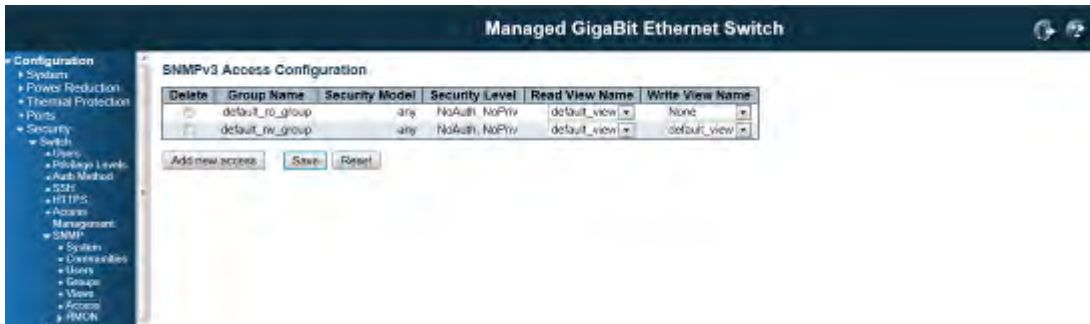 Managed GigaBit Ethernet Switch
Configuration
System
Power Reduction
Thermal Protection
Ports
Security
Switch
Users
Privilege Levels
Auth Method
SSH
HTTPS
Access
Management
SNMP
System
Communities
Users
Groups
Views
Access
RMON
SNMPv3 Access Configuration
Delete Group Name Security Model Security Level Read View Name Write View Name
default_ro_group any NoAuth, NoPriv default_view None
default_rw_group any NoAuth, NoPriv default_view default_view
Add new access Save Reset